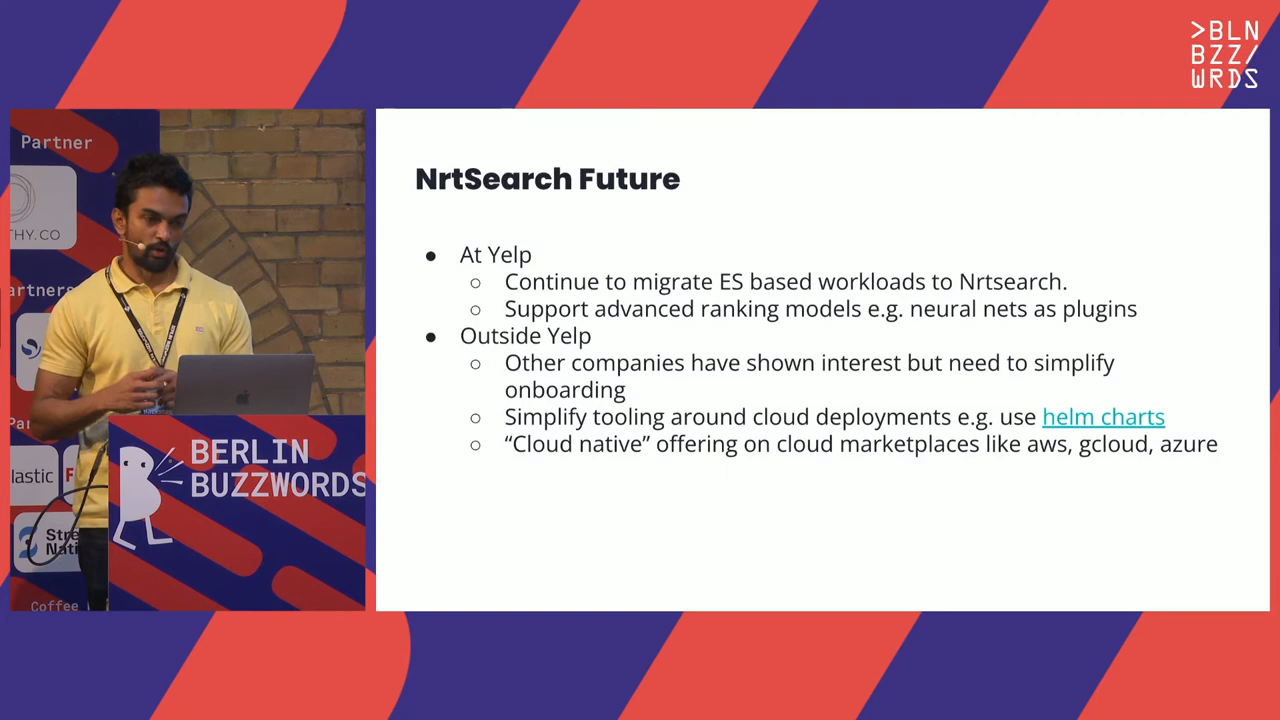 >BLN
BZZ/
WRDS
Partner
THY.CO
artners
NrtSearch Future
● At Yelp
○ Continue to migrate ES based workloads to Nrtsearch.
○ Support advanced ranking models e.g. neural nets as plugins
● Outside Yelp
○ Other companies have shown interest but need to simplify
onboarding
○ Simplify tooling around cloud deployments e.g. use helm charts
○ “Cloud native” offering on cloud marketplaces like aws, gcloud, azure
Par
lastic
F
Stre
Nati
Coffee
BERLIN
BUZZWORDS